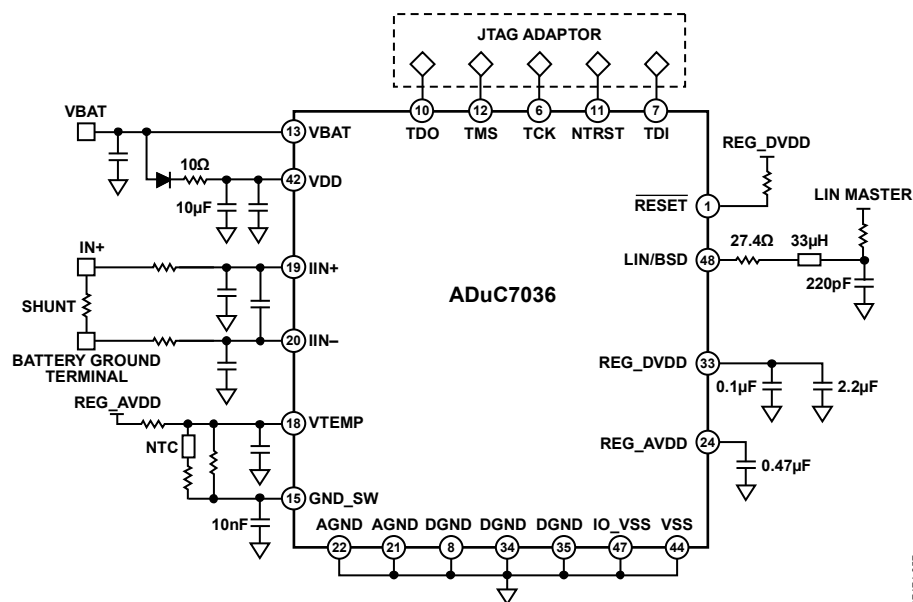 JTAG ADAPTOR
10 12 6 11 7
TDO TMS TCK NTRST TDI
VBAT
13 VBAT
10Ω
42 VDD
10µF
REG_DVDD
RESET 1
LIN MASTER
27.4Ω 33µH
LIN/BSD 48
220pF
IN+
19 IIN+
SHUNT
20 IIN–
BATTERY GROUND
TERMINAL
ADuC7036
REG_DVDD 33
0.1µF 2.2µF
REG_AVDD
18 VTEMP
NTC
REG_AVDD 24
0.47µF
15 GND_SW
10nF
AGND AGND DGND DGND DGND IO_VSS VSS
22 21 8 34 35 47 44